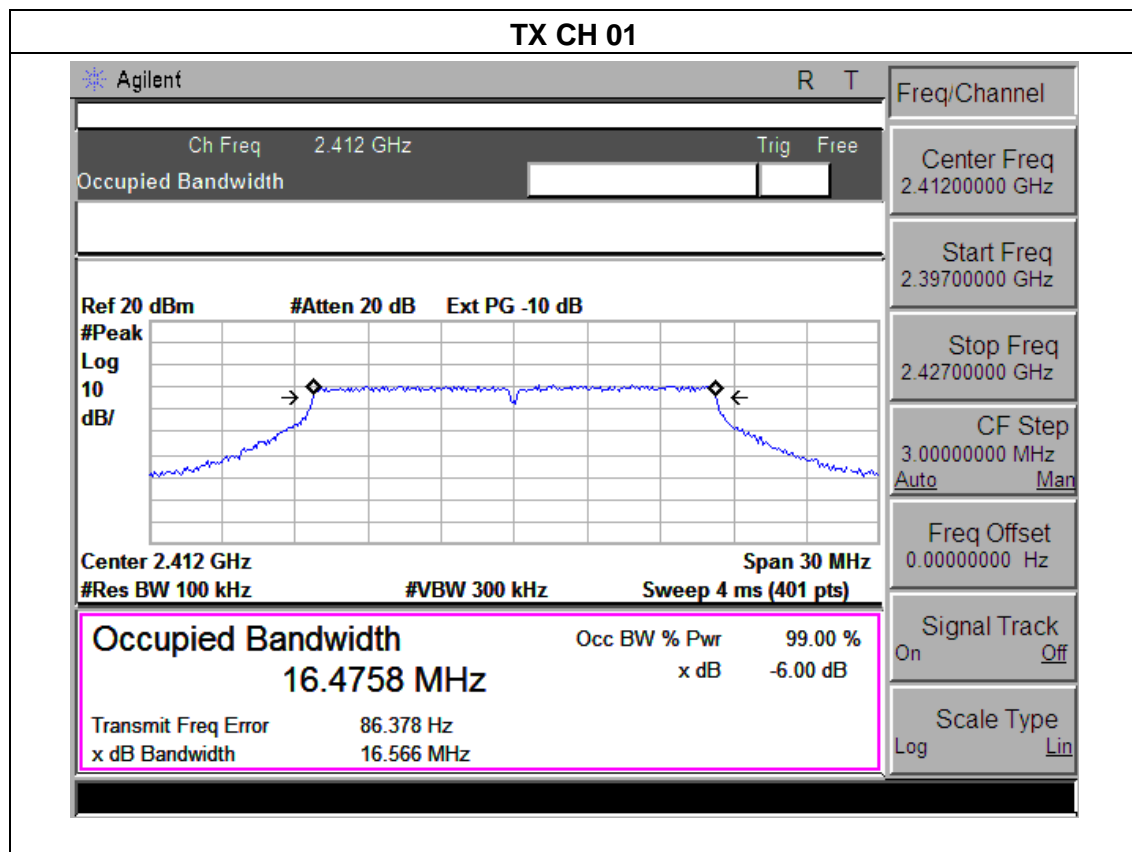 TX CH 01
Agilent R T
Freq/Channel
Ch Freq 2.412 GHz Trig Free
Occupied Bandwidth
Center Freq
2.41200000 GHz
Start Freq
2.39700000 GHz
Stop Freq
2.42700000 GHz
CF Step
3.00000000 MHz
Auto Man
Freq Offset
0.00000000 Hz
Signal Track
On Off
Scale Type
Log Lin
Ref 20 dBm #Atten 20 dB Ext PG -10 dB
#Peak
Log
10
dB/
Center 2.412 GHz Span 30 MHz
#Res BW 100 kHz #VBW 300 kHz Sweep 4 ms (401 pts)
Occupied Bandwidth Occ BW % Pwr 99.00 %
16.4758 MHz x dB -6.00 dB
Transmit Freq Error 86.378 Hz
x dB Bandwidth 16.566 MHz